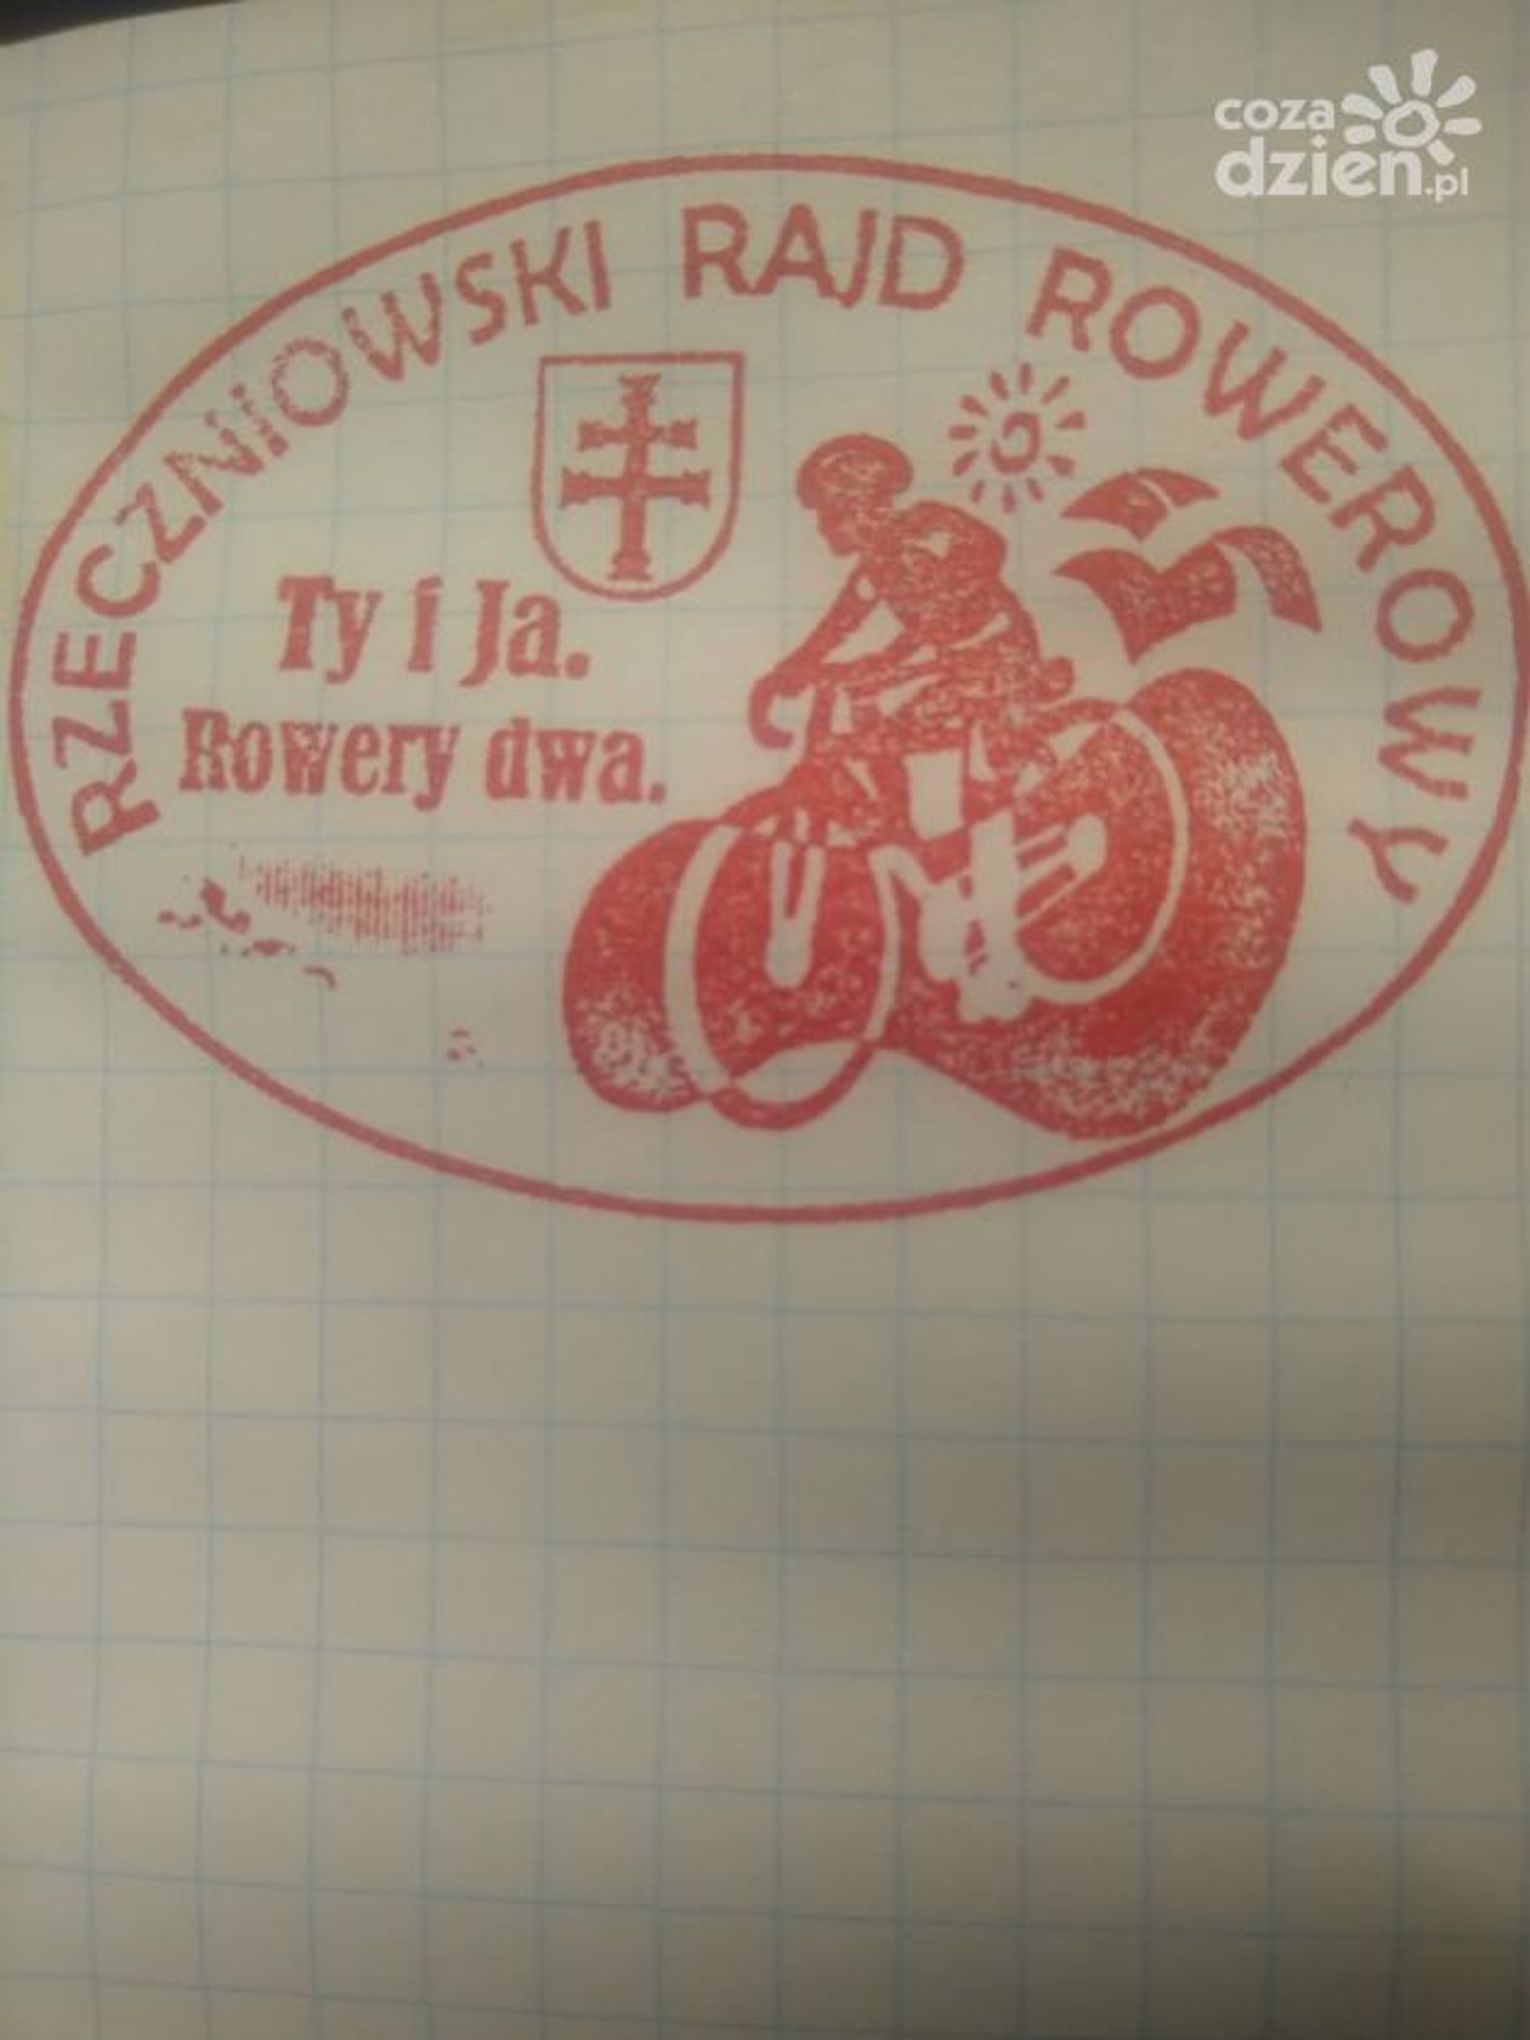 coza
dzien.pl
RZECZNIOWSKI RAJD ROWEROWY
Ty i Ja.
Rowery dwa.